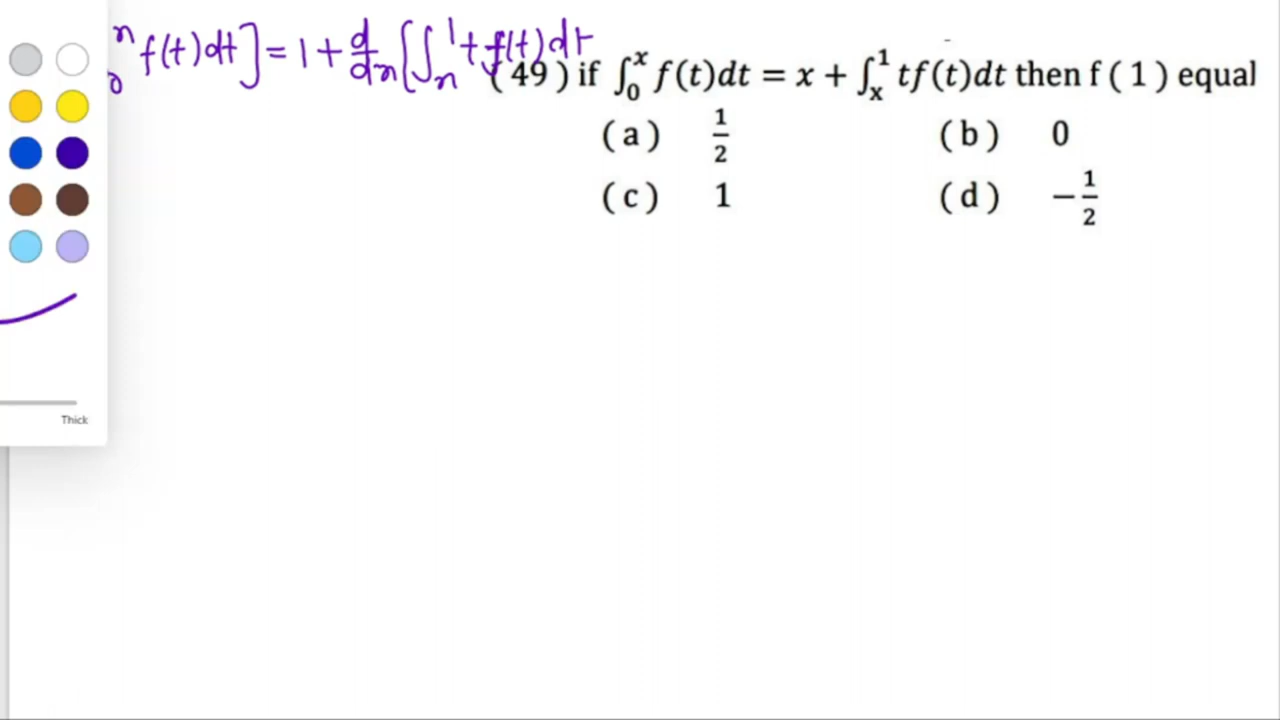 ∫₀ˣ f(t)dt] = 1 + d/dx [∫ₓ¹ t f(t) dt
( 49 ) if ∫₀ˣ f(t)dt = x + ∫ₓ¹ tf(t)dt then f ( 1 ) equal
( a ) 1/2 ( b ) 0
( c ) 1 ( d ) −1/2
Thick